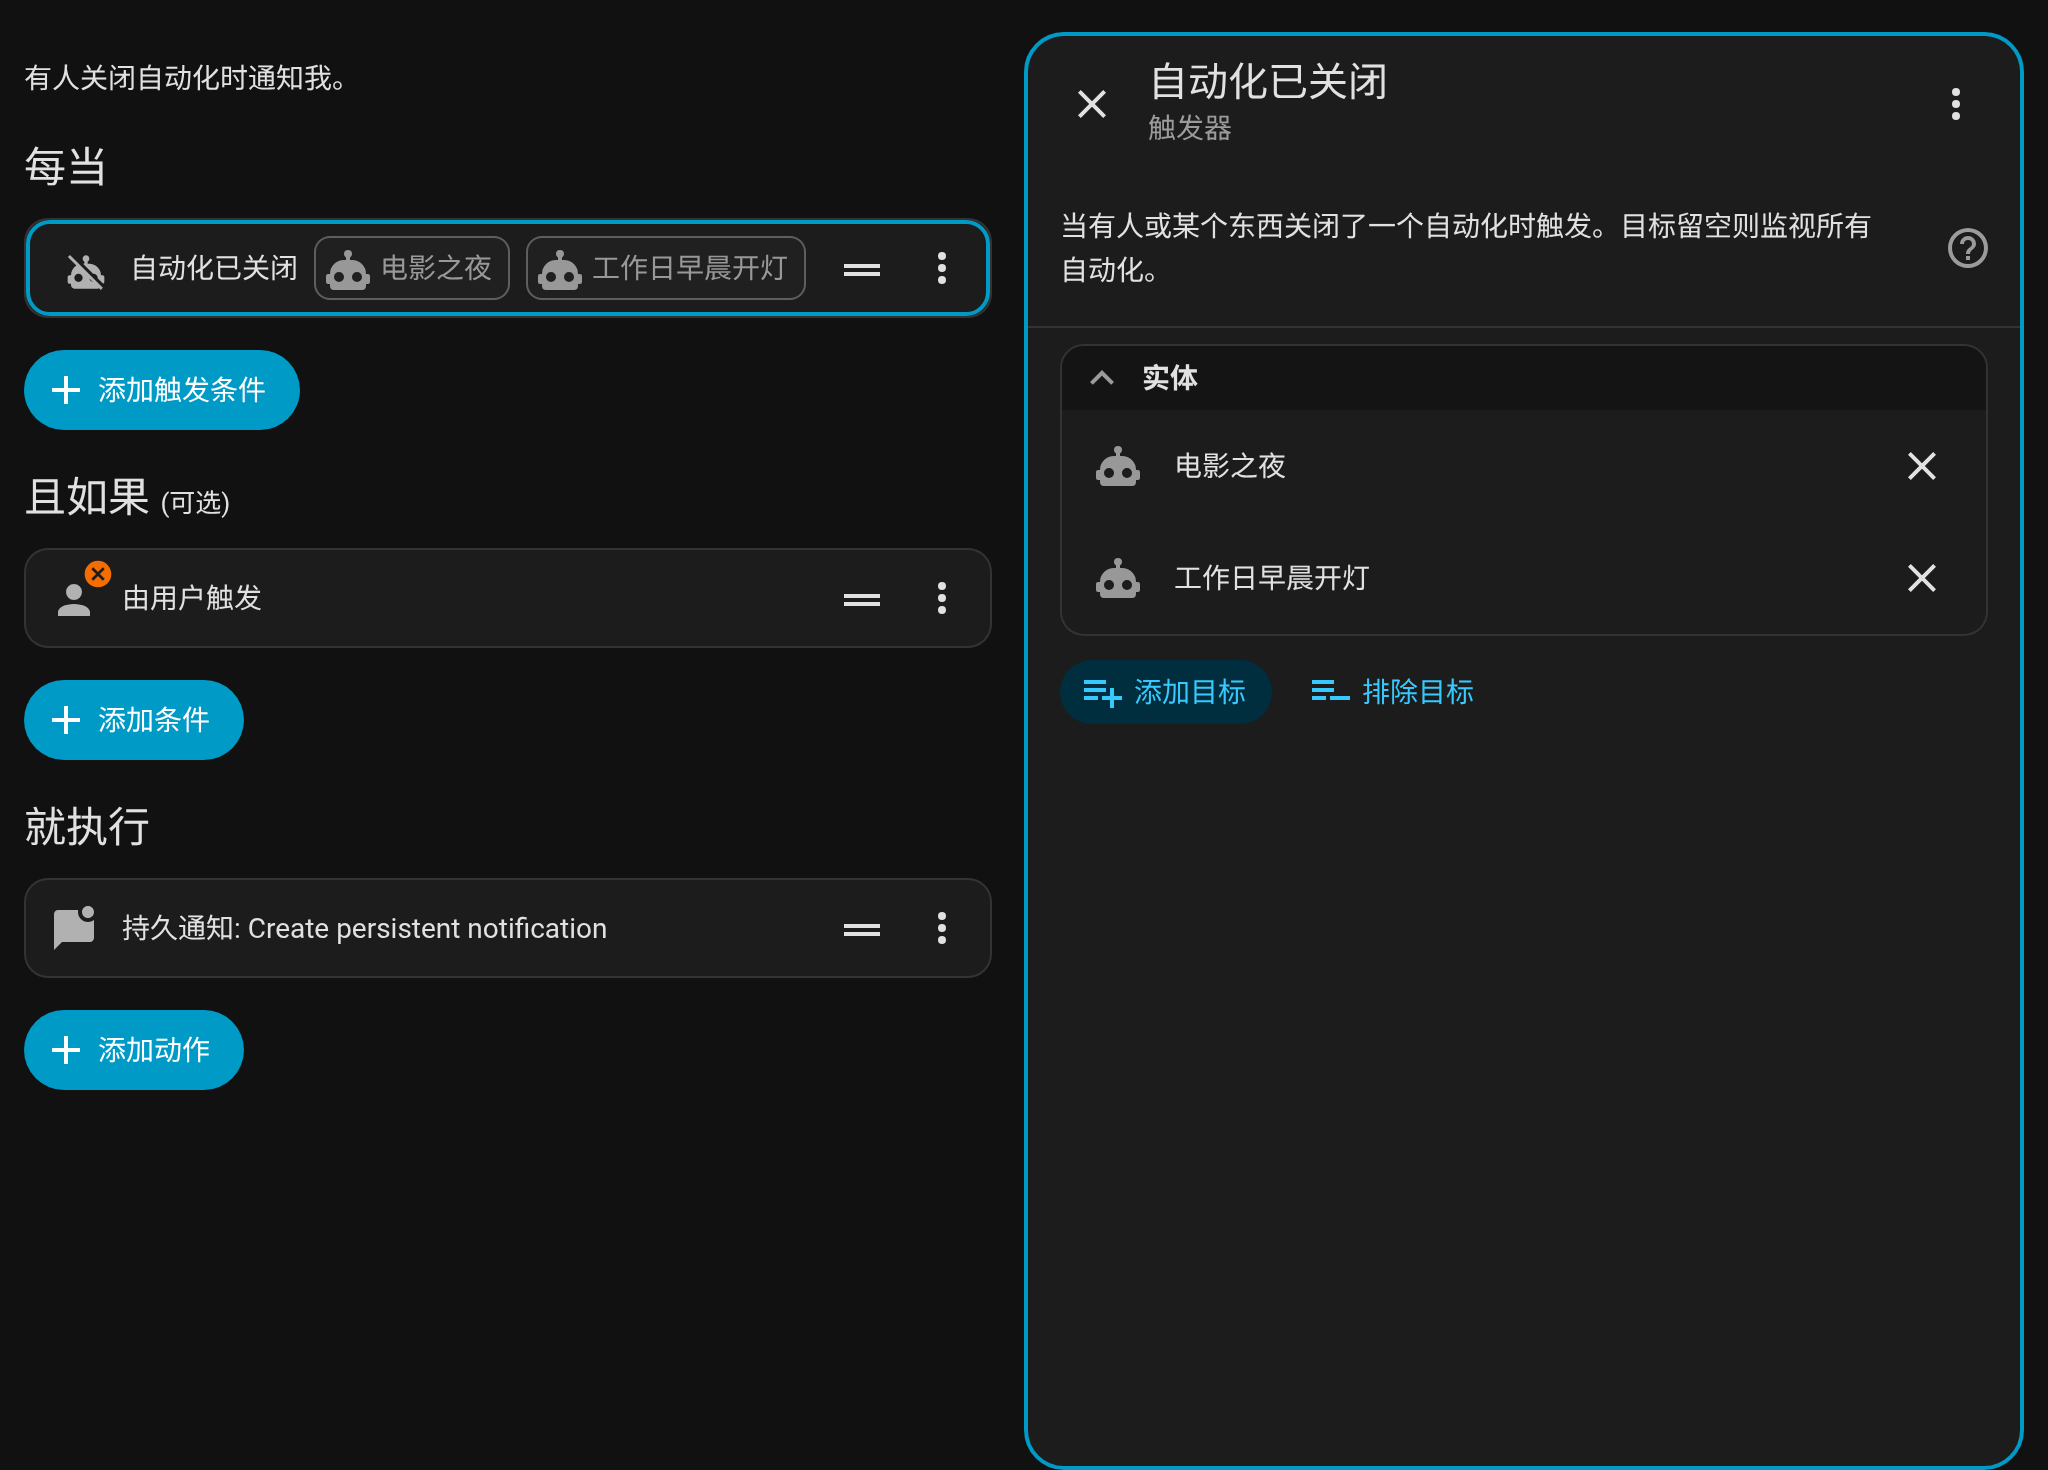 有人关闭自动化时通知我。
每当
自动化已关闭 电影之夜 工作日早晨开灯
添加触发条件
且如果 (可选)
由用户触发
添加条件
就执行
持久通知: Create persistent notification
添加动作
自动化已关闭
触发器
当有人或某个东西关闭了一个自动化时触发。目标留空则监视所有
自动化。
实体
电影之夜
工作日早晨开灯
添加目标 排除目标